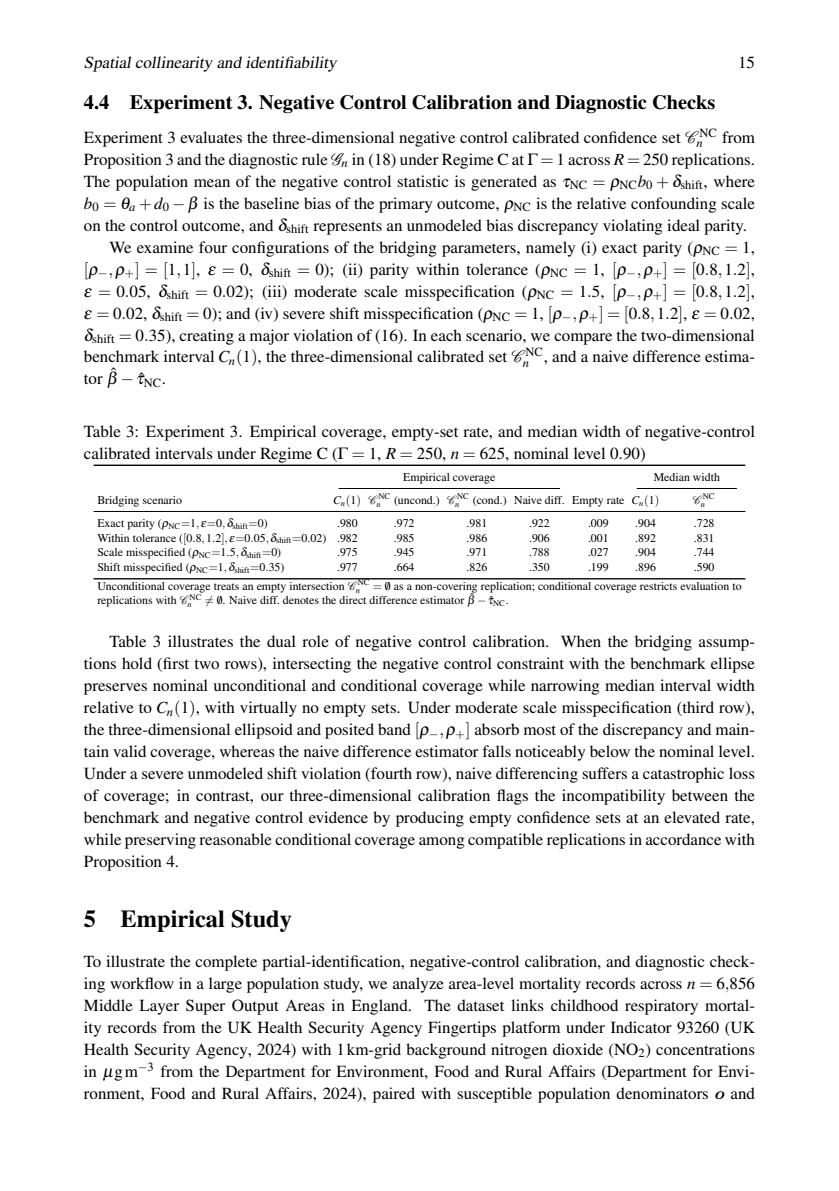 Spatial collinearity and identifiability 15
4.4 Experiment 3. Negative Control Calibration and Diagnostic Checks
Experiment 3 evaluates the three-dimensional negative control calibrated confidence set 𝒞ₙᴺᶜ from
Proposition 3 and the diagnostic rule 𝒢ₙ in (18) under Regime C at Γ = 1 across R = 250 replications.
The population mean of the negative control statistic is generated as τNC = ρNCb₀ + δshift, where
b₀ = θₐ + d₀ − β is the baseline bias of the primary outcome, ρNC is the relative confounding scale
on the control outcome, and δshift represents an unmodeled bias discrepancy violating ideal parity.
We examine four configurations of the bridging parameters, namely (i) exact parity (ρNC = 1,
[ρ₋,ρ₊] = [1,1], ε = 0, δshift = 0); (ii) parity within tolerance (ρNC = 1, [ρ₋,ρ₊] = [0.8,1.2],
ε = 0.05, δshift = 0.02); (iii) moderate scale misspecification (ρNC = 1.5, [ρ₋,ρ₊] = [0.8,1.2],
ε = 0.02, δshift = 0); and (iv) severe shift misspecification (ρNC = 1, [ρ₋,ρ₊] = [0.8,1.2], ε = 0.02,
δshift = 0.35), creating a major violation of (16). In each scenario, we compare the two-dimensional
benchmark interval Cₙ(1), the three-dimensional calibrated set 𝒞ₙᴺᶜ, and a naive difference estima-
tor β̂ − τ̂NC.
Table 3: Experiment 3. Empirical coverage, empty-set rate, and median width of negative-control
calibrated intervals under Regime C (Γ = 1, R = 250, n = 625, nominal level 0.90)
Empirical coverage Median width
Bridging scenario Cₙ(1) 𝒞ₙᴺᶜ (uncond.) 𝒞ₙᴺᶜ (cond.) Naive diff. Empty rate Cₙ(1) 𝒞ₙᴺᶜ
Exact parity (ρNC=1,ε=0,δshift=0) .980 .972 .981 .922 .009 .904 .728
Within tolerance ([0.8,1.2],ε=0.05,δshift=0.02) .982 .985 .986 .906 .001 .892 .831
Scale misspecified (ρNC=1.5,δshift=0) .975 .945 .971 .788 .027 .904 .744
Shift misspecified (ρNC=1,δshift=0.35) .977 .664 .826 .350 .199 .896 .590
Unconditional coverage treats an empty intersection 𝒞ₙᴺᶜ = ∅ as a non-covering replication; conditional coverage restricts evaluation to
replications with 𝒞ₙᴺᶜ ≠ ∅. Naive diff. denotes the direct difference estimator β̂ − τ̂NC.
Table 3 illustrates the dual role of negative control calibration. When the bridging assump-
tions hold (first two rows), intersecting the negative control constraint with the benchmark ellipse
preserves nominal unconditional and conditional coverage while narrowing median interval width
relative to Cₙ(1), with virtually no empty sets. Under moderate scale misspecification (third row),
the three-dimensional ellipsoid and posited band [ρ₋,ρ₊] absorb most of the discrepancy and main-
tain valid coverage, whereas the naive difference estimator falls noticeably below the nominal level.
Under a severe unmodeled shift violation (fourth row), naive differencing suffers a catastrophic loss
of coverage; in contrast, our three-dimensional calibration flags the incompatibility between the
benchmark and negative control evidence by producing empty confidence sets at an elevated rate,
while preserving reasonable conditional coverage among compatible replications in accordance with
Proposition 4.
5 Empirical Study
To illustrate the complete partial-identification, negative-control calibration, and diagnostic check-
ing workflow in a large population study, we analyze area-level mortality records across n = 6,856
Middle Layer Super Output Areas in England. The dataset links childhood respiratory mortal-
ity records from the UK Health Security Agency Fingertips platform under Indicator 93260 (UK
Health Security Agency, 2024) with 1 km-grid background nitrogen dioxide (NO₂) concentrations
in μg m⁻³ from the Department for Environment, Food and Rural Affairs (Department for Envi-
ronment, Food and Rural Affairs, 2024), paired with susceptible population denominators o and